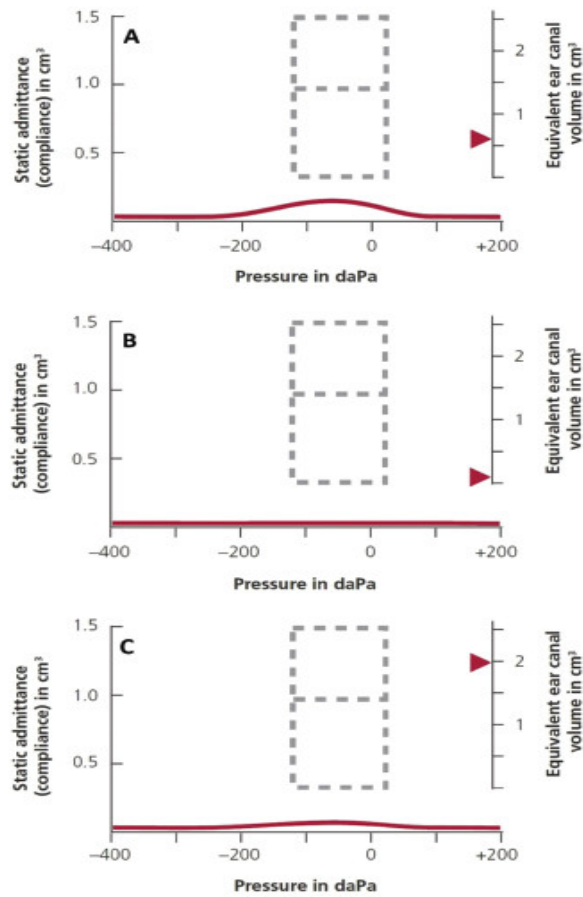 A
Static admittance
(compliance) in cm³
1.5
1.0
0.5
−400
−200
0
+200
Pressure in daPa
2
1
Equivalent ear canal
volume in cm³
B
Static admittance
(compliance) in cm³
1.5
1.0
0.5
−400
−200
0
+200
Pressure in daPa
2
1
Equivalent ear canal
volume in cm³
C
Static admittance
(compliance) in cm³
1.5
1.0
0.5
−400
−200
0
+200
Pressure in daPa
2
1
Equivalent ear canal
volume in cm³